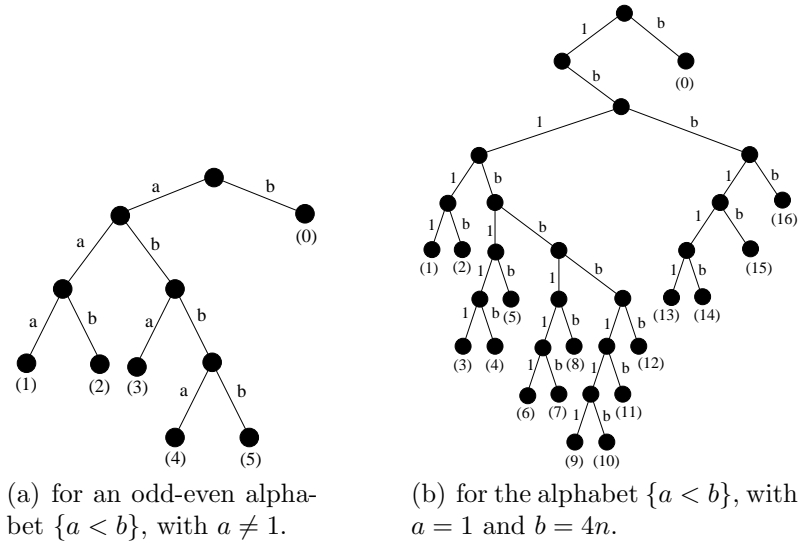 a b
(0)
a b
a b a b
(1) (2) (3)
a b
(4) (5)
(a) for an odd-even alpha-
bet {a < b}, with a ≠ 1.
1 b
b (0)
1 b
1 b 1 b
1 b 1 b 1 b (16)
(1) (2) 1 b 1 b 1 b (15)
1 b (5) 1 b 1 b (13) (14)
(3) (4) 1 b (8) 1 b (12)
(6) (7) 1 b (11)
(9) (10)
(b) for the alphabet {a < b}, with
a = 1 and b = 4n.